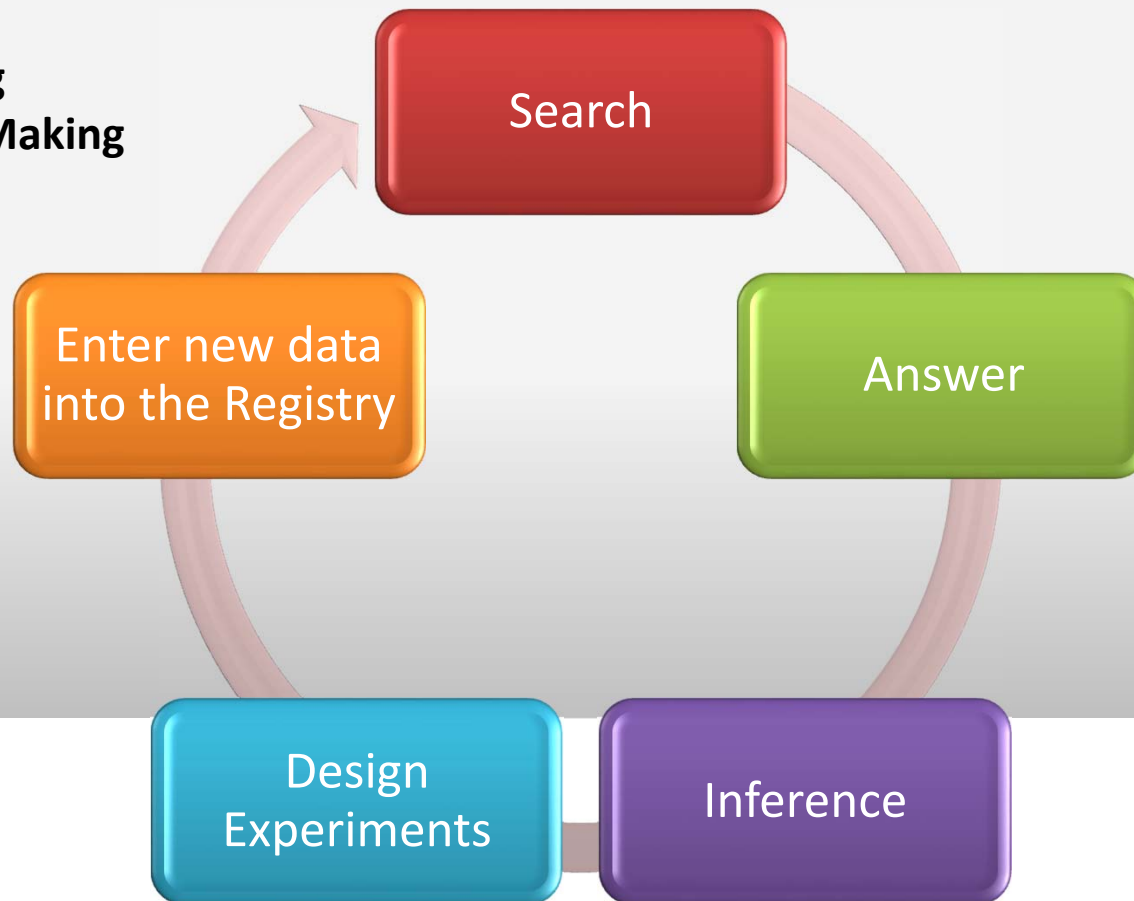 Making
Search
Enter new data
into the Registry
Answer
Design
Experiments
Inference